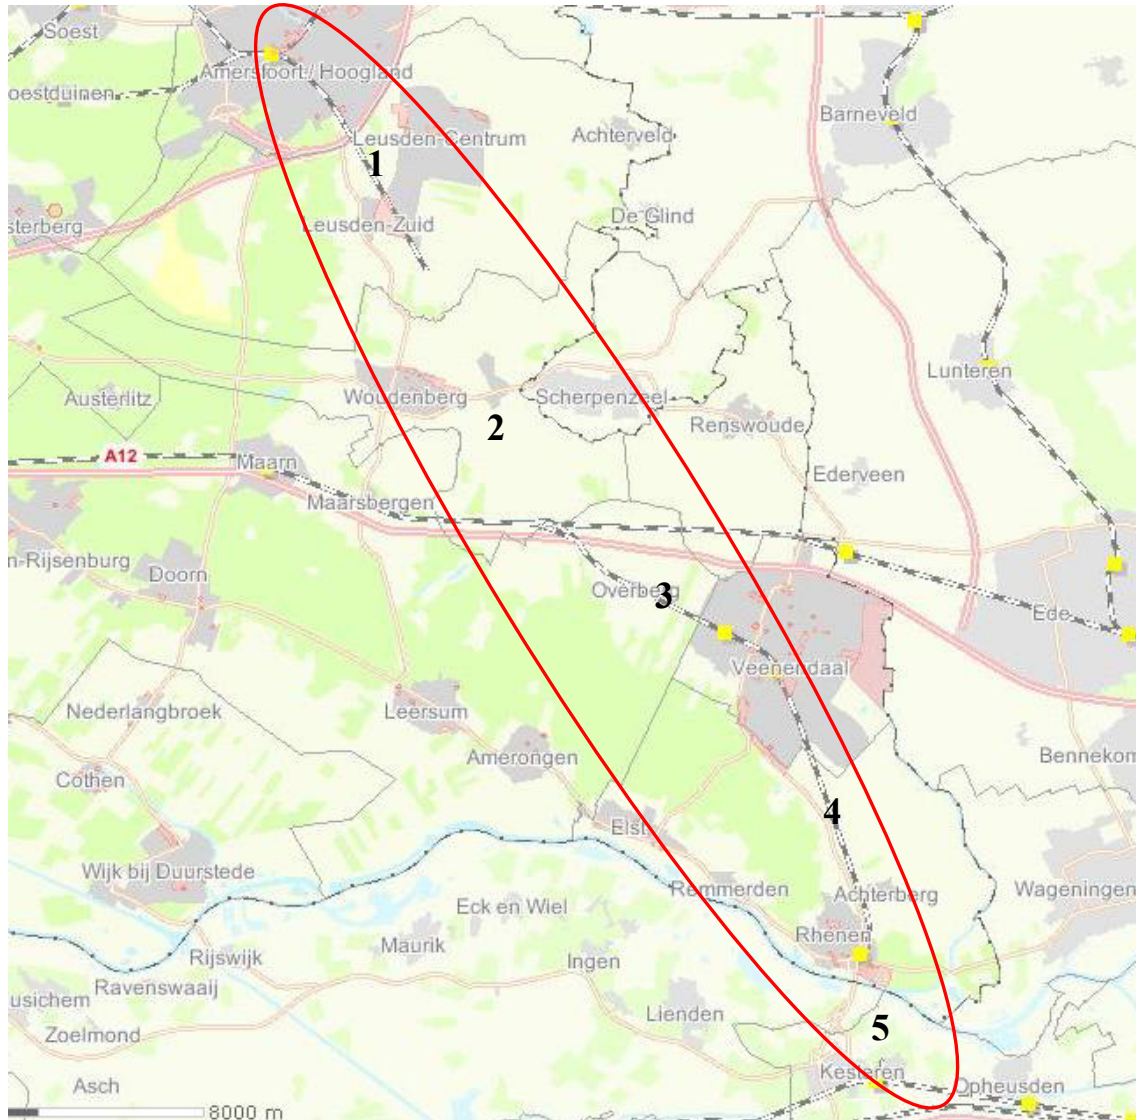 Soest
Amersfoort / Hoogland
oestduinen
Barneveld
Leusden-Centrum
Achterveld
1
De Glind
Leusden-Zuid
sterberg
Lunteren
Austerlitz
Woudenberg
Scherpenzeel
2
Renswoude
A12
Maarn
Ederveen
Maarsbergen
n-Rijsenburg
Doorn
Overberg
3
Ede
Veenendaal
Nederlangbroek
Leersum
Amerongen
Bennekom
Cothen
4
Elst
Wijk bij Duurstede
Remmerden
Achterberg
Wageningen
Eck en Wiel
Rhenen
Maurik
Rijswijk
Ingen
Ravenswaaij
usichem
Lienden
5
Zoelmond
Kesteren
Asch
Opheusden
8000 m